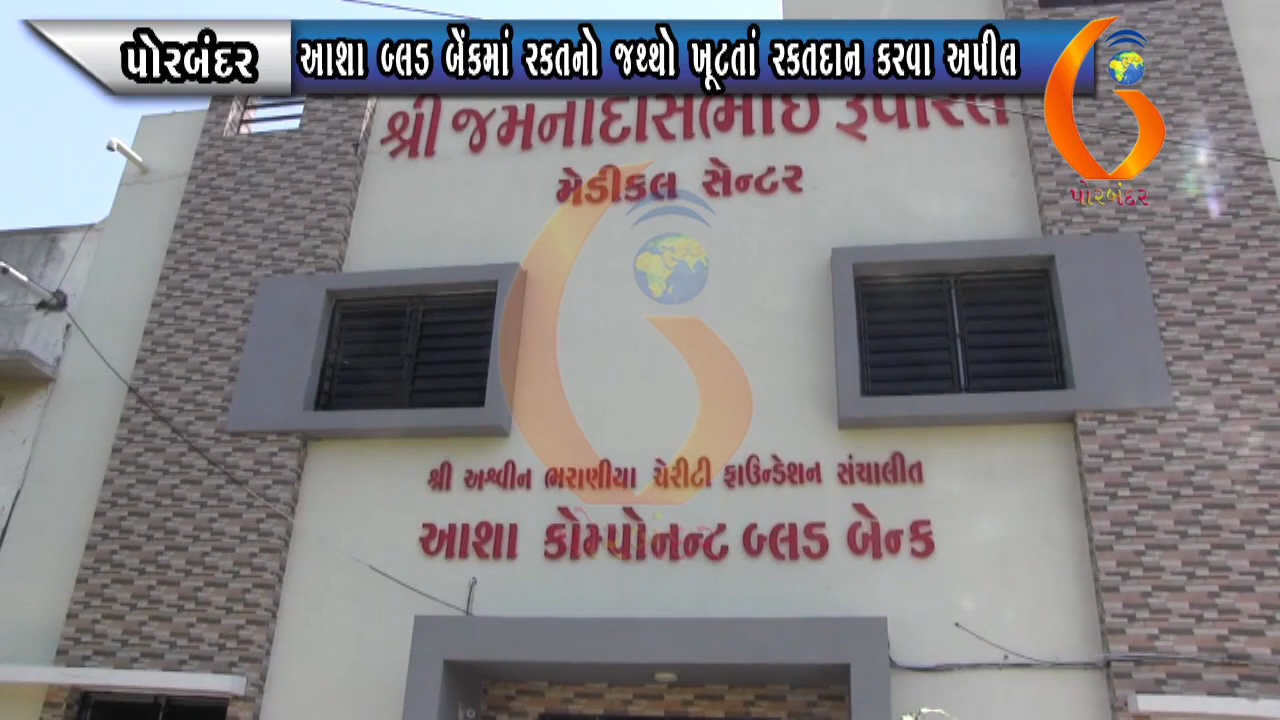 પોરબંદર
આશા બ્લડ બેંકમાં રકતનો જથ્થો ખૂટતાં રકતદાન કરવા અપીલ
પોરબંદર
શ્રી જમનાદાસભાઇ રૂપારેલ
મેડીકલ સેન્ટર
શ્રી અશ્વીન ભરાણીયા ચેરીટી ફાઉન્ડેશન સંચાલીત
આશા કોમ્પોનન્ટ બ્લડ બેન્ક